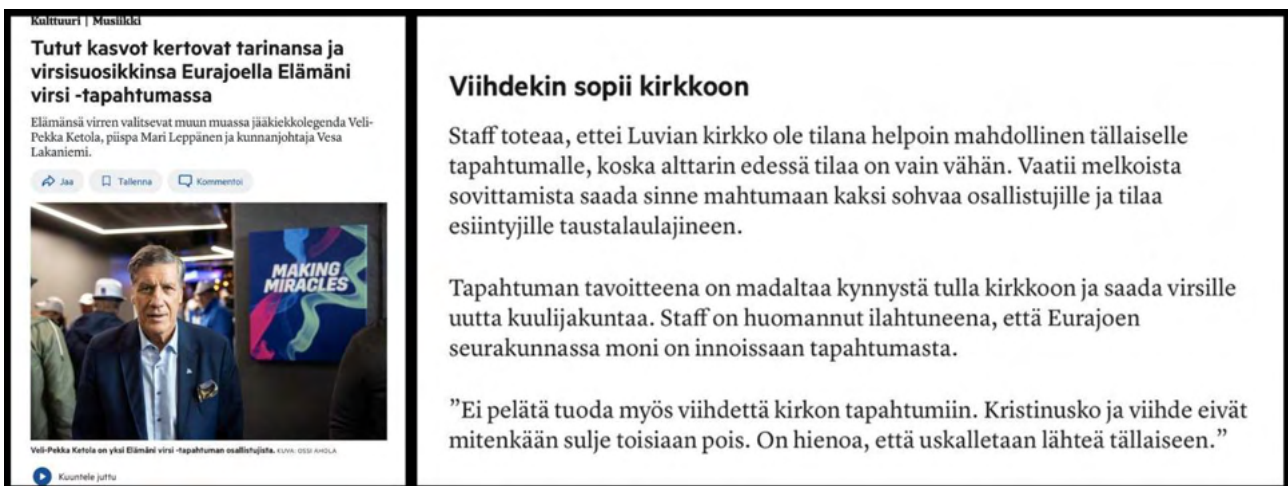 Kulttuuri | Musiikki
Tutut kasvot kertovat tarinansa ja
virsisuosikkinsa Eurajoella Elämäni
virsi -tapahtumassa
Elämänsä virren valitsevat muun muassa jääkiekkolegenda Veli-
Pekka Ketola, piispa Mari Leppänen ja kunnanjohtaja Vesa
Lakaniemi.
Jaa Tallenna Kommentoi
MAKING
MIRACLES
Veli-Pekka Ketola on yksi Elämäni virsi -tapahtuman osallistujista. KUVA: OSSI AHOLA
Kuuntele juttu
Viihdekin sopii kirkkoon
Staff toteaa, ettei Luvian kirkko ole tilana helpoin mahdollinen tällaiselle
tapahtumalle, koska alttarin edessä tilaa on vain vähän. Vaatii melkoista
sovittamista saada sinne mahtumaan kaksi sohvaa osallistujille ja tilaa
esiintyjille taustalaulajineen.
Tapahtuman tavoitteena on madaltaa kynnystä tulla kirkkoon ja saada virsille
uutta kuulijakuntaa. Staff on huomannut ilahtuneena, että Eurajoen
seurakunnassa moni on innoissaan tapahtumasta.
”Ei pelätä tuoda myös viihdettä kirkon tapahtumiin. Kristinusko ja viihde eivät
mitenkään sulje toisiaan pois. On hienoa, että uskalletaan lähteä tällaiseen.”